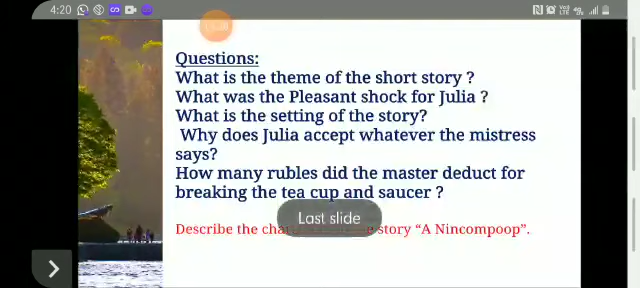 4:20
Questions:
What is the theme of the short story ?
What was the Pleasant shock for Julia ?
What is the setting of the story?
Why does Julia accept whatever the mistress
says?
How many rubles did the master deduct for
breaking the tea cup and saucer ?
Last slide
Describe the story “A Nincompoop”.